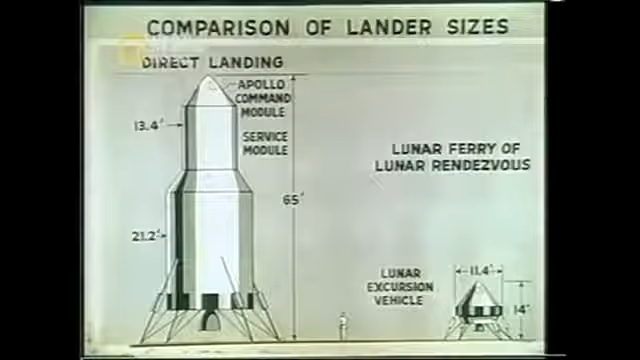 COMPARISON OF LANDER SIZES
DIRECT LANDING
APOLLO
COMMAND
MODULE
13.4'
SERVICE
MODULE
65'
21.2'
LUNAR FERRY OF
LUNAR RENDEZVOUS
LUNAR
EXCURSION
VEHICLE
11.4'
14'